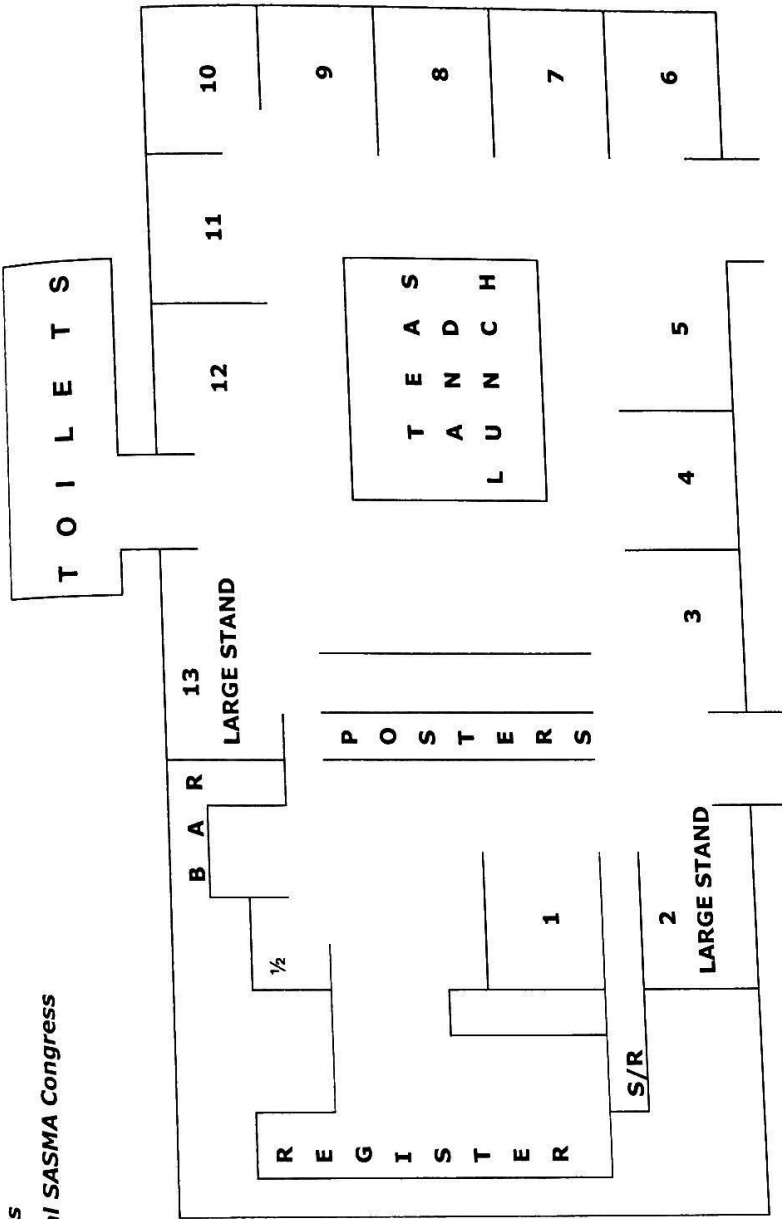 s
al SASMA Congress
TOILETS
10
9
8
7
6
11
12
13
LARGE STAND
TEAS
AND
LUNCH
5
4
3
BAR
POSTERS
½
1
2
LARGE STAND
S/R
REGISTER